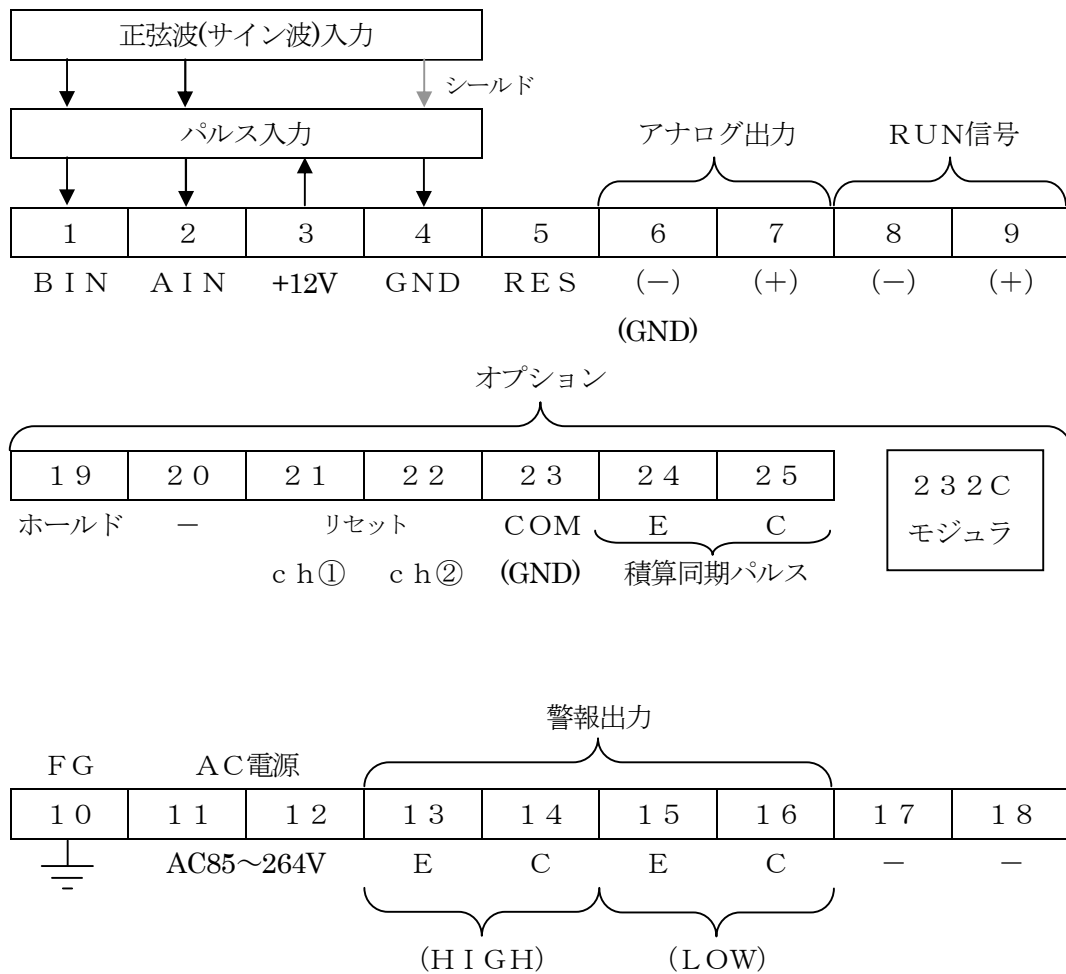 正弦波(サイン波)入力
シールド
パルス入力
アナログ出力 RUN信号
1 2 3 4 5 6 7 8 9
BIN AIN +12V GND RES (-) (+) (-) (+)
(GND)
オプション
19 20 21 22 23 24 25
232C
モジュラ
ホールド - リセット COM E C
ch① ch② (GND) 積算同期パルス
警報出力
FG AC電源
10 11 12 13 14 15 16 17 18
AC85~264V E C E C - -
(HIGH) (LOW)